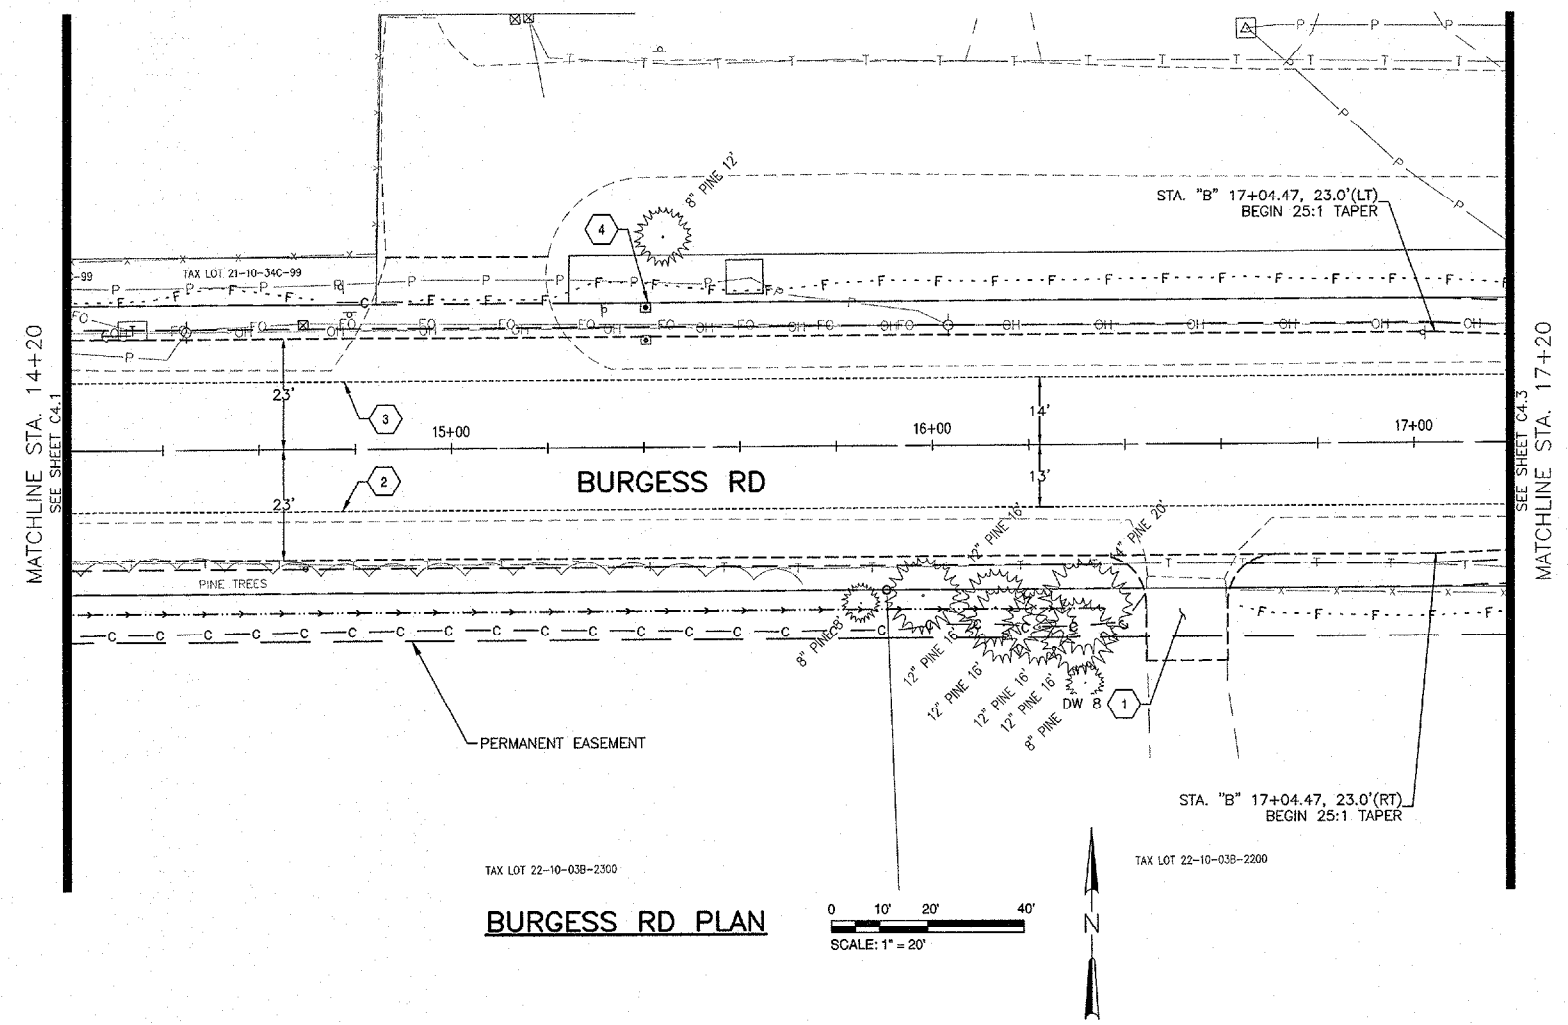 8" PINE 12'
STA. "B" 17+04.47, 23.0'(LT)
BEGIN 25:1 TAPER
4
C-99
TAX LOT 21-10-34C-99
MATCHLINE STA. 14+20
SEE SHEET C4.1
23'
3
14'
15+00
16+00
17+00
SEE SHEET C4.3
MATCHLINE STA. 17+20
BURGESS RD
2
23'
13'
12" PINE 16'
PINE 20'
PINE TREES
8" PINE 8'
12" PINE 16'
12" PINE 16'
12" PINE 16'
12" PINE 16'
8" PINE
DW 8
1
PERMANENT EASEMENT
STA. "B" 17+04.47, 23.0'(RT)
BEGIN 25:1 TAPER
TAX LOT 22-10-03B-2300
TAX LOT 22-10-03B-2200
BURGESS RD PLAN
0 10' 20' 40'
SCALE: 1" = 20'
N